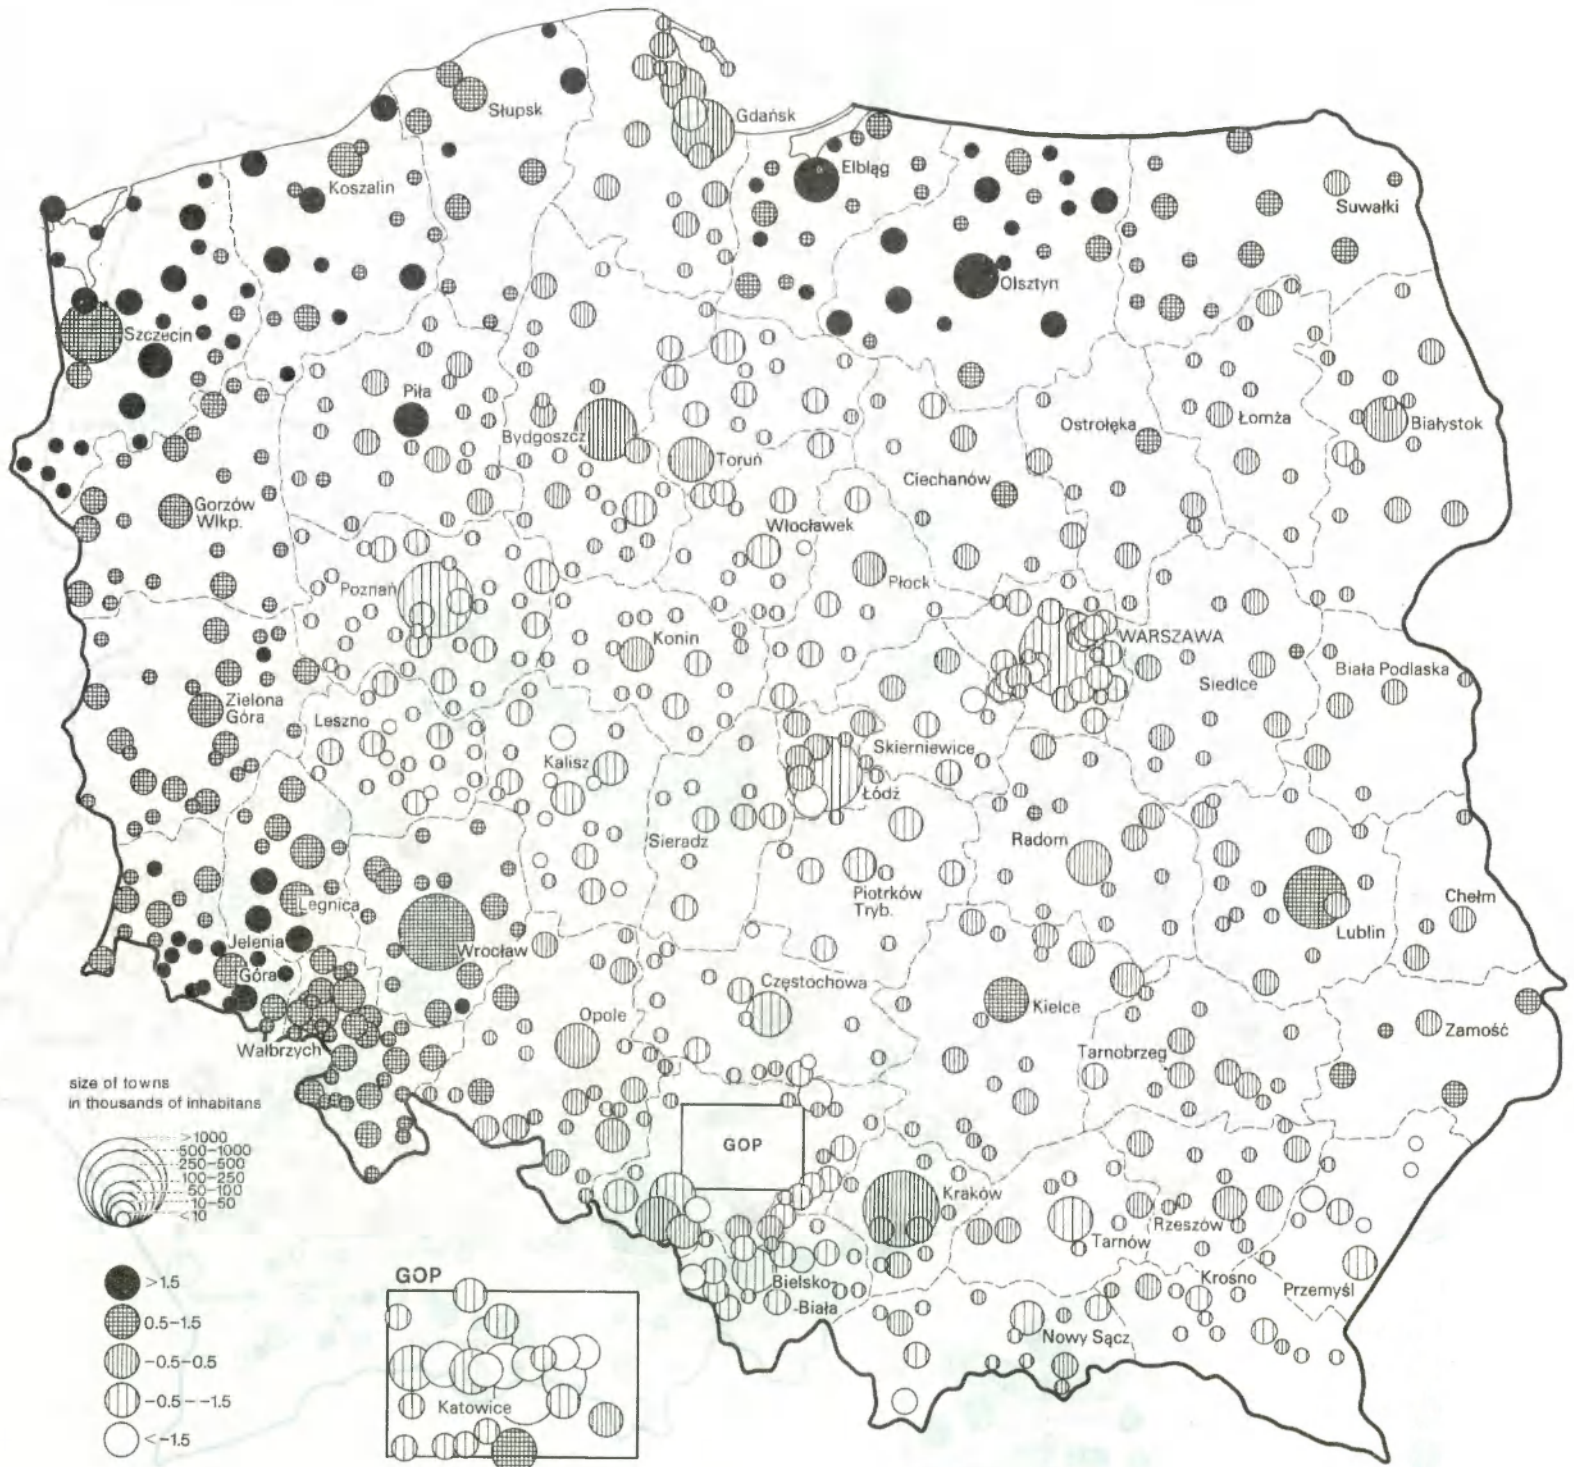 Słupsk
Gdańsk
Koszalin
Elbląg
Suwałki
Olsztyn
Szczecin
Piła
Bydgoszcz
Toruń
Ostrołęka
Łomża
Białystok
Ciechanów
Gorzów
Wlkp.
Włocławek
Płock
Poznań
Konin
WARSZAWA
Siedlce
Biała Podlaska
Zielona
Góra
Leszno
Kalisz
Skierniewice
Łódź
Sieradz
Radom
Piotrków
Tryb.
Legnica
Chełm
Lublin
Jelenia
Góra
Wrocław
Częstochowa
Kielce
Opole
Zamość
Wałbrzych
Tarnobrzeg
size of towns
in thousands of inhabitans
>1000
500-1000
250-500
100-250
50-100
10-50
<10
GOP
Kraków
Rzeszów
Tarnów
Bielsko-
-Biała
Krosno
Przemyśl
Nowy Sącz
>1.5
0.5-1.5
-0.5-0.5
-0.5--1.5
<-1.5
GOP
Katowice